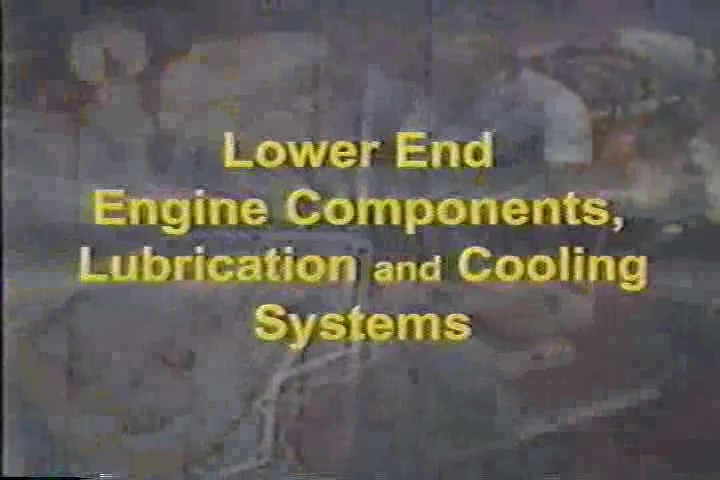 Lower End
Engine Components,
Lubrication and Cooling
Systems